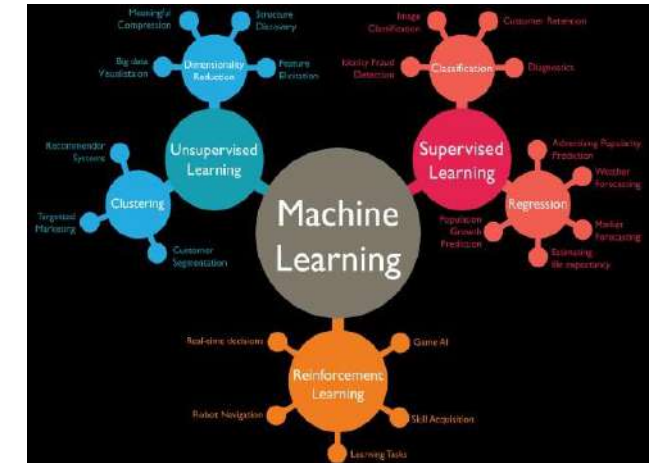 Meaningful
Compression
Structure
Discovery
Big data
Visualistaion
Dimensionality
Reduction
Feature
Elicitation
Unsupervised
Learning
Recommender
Systems
Clustering
Targetted
Marketing
Customer
Segmentation
Machine
Learning
Image
Classification
Customer Retention
Identity Fraud
Detection
Classification
Diagnostics
Supervised
Learning
Advertising Popularity
Prediction
Weather
Forecasting
Regression
Population
Growth
Prediction
Market
Forecasting
Estimating
life expectancy
Real-time decisions
Game AI
Reinforcement
Learning
Robot Navigation
Skill Acquisition
Learning Tasks